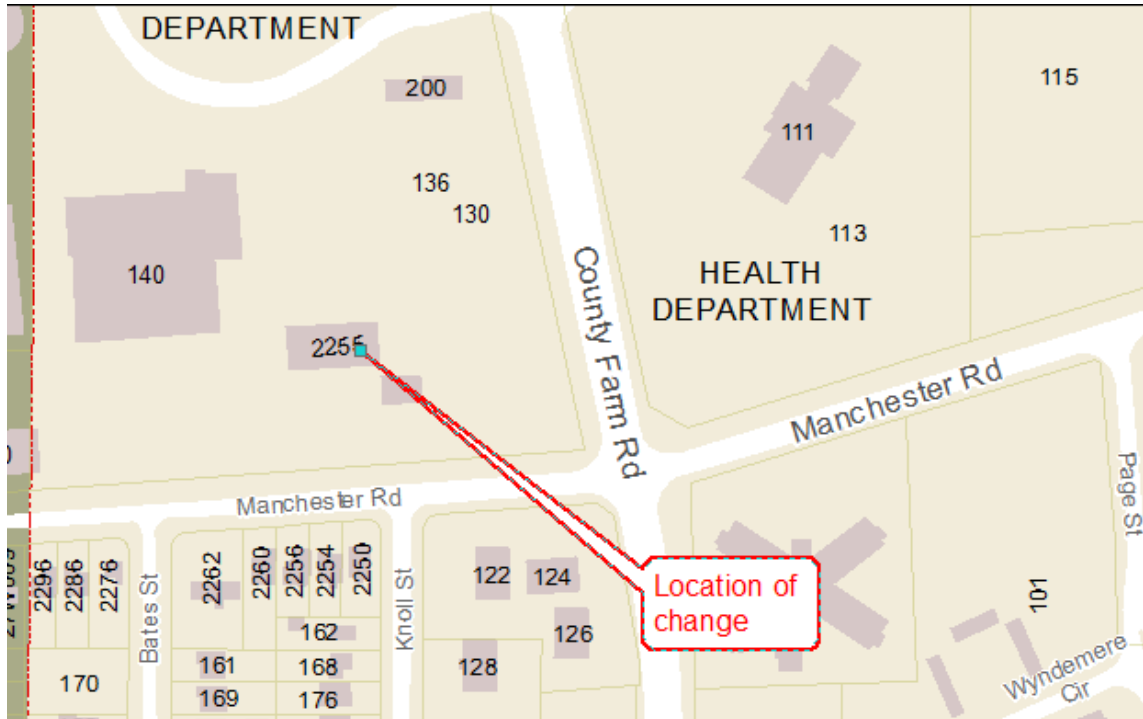 DEPARTMENT
200
115
111
136
130
113
140
HEALTH
DEPARTMENT
County Farm Rd
Manchester Rd
Manchester Rd
Page St
Location of
change
2296
2286
2276
Bates St
2262
2260
2256
2254
2250
Knoll St
122
124
126
128
162
161
168
169
176
170
101
Wyndemere
Cir